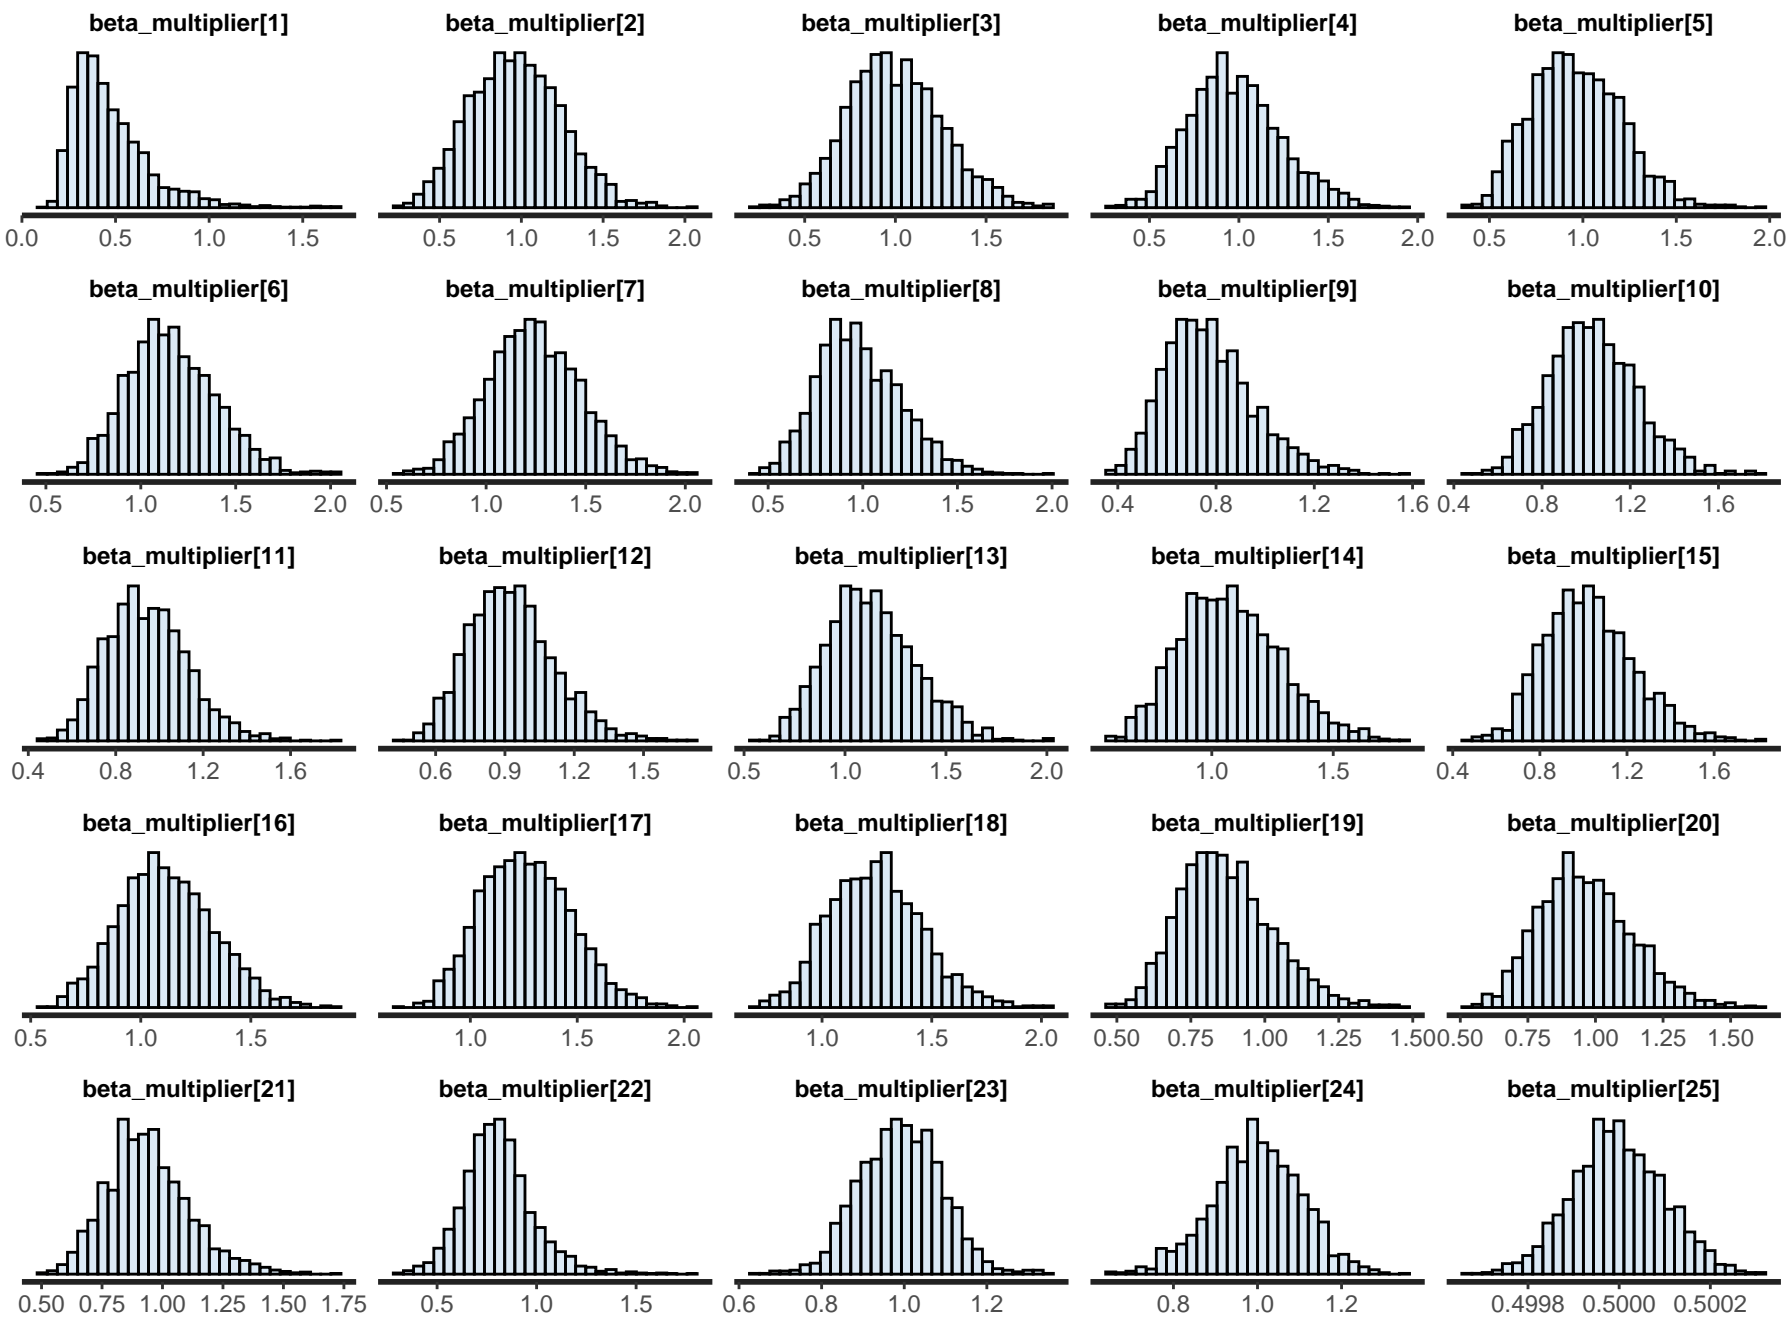 beta_multiplier[1] beta_multiplier[2] beta_multiplier[3] beta_multiplier[4] beta_multiplier[5]
0.0 0.5 1.0 1.5 0.5 1.0 1.5 2.0 0.5 1.0 1.5 0.5 1.0 1.5 2.0 0.5 1.0 1.5 2.0
beta_multiplier[6] beta_multiplier[7] beta_multiplier[8] beta_multiplier[9] beta_multiplier[10]
0.5 1.0 1.5 2.0 0.5 1.0 1.5 2.0 0.5 1.0 1.5 2.0 0.4 0.8 1.2 1.6 0.4 0.8 1.2 1.6
beta_multiplier[11] beta_multiplier[12] beta_multiplier[13] beta_multiplier[14] beta_multiplier[15]
0.4 0.8 1.2 1.6 0.6 0.9 1.2 1.5 0.5 1.0 1.5 2.0 1.0 1.5 0.4 0.8 1.2 1.6
beta_multiplier[16] beta_multiplier[17] beta_multiplier[18] beta_multiplier[19] beta_multiplier[20]
0.5 1.0 1.5 1.0 1.5 2.0 1.0 1.5 2.0 0.50 0.75 1.00 1.25 1.50 0.50 0.75 1.00 1.25 1.50
beta_multiplier[21] beta_multiplier[22] beta_multiplier[23] beta_multiplier[24] beta_multiplier[25]
0.50 0.75 1.00 1.25 1.50 1.75 0.5 1.0 1.5 0.6 0.8 1.0 1.2 0.8 1.0 1.2 0.4998 0.5000 0.5002